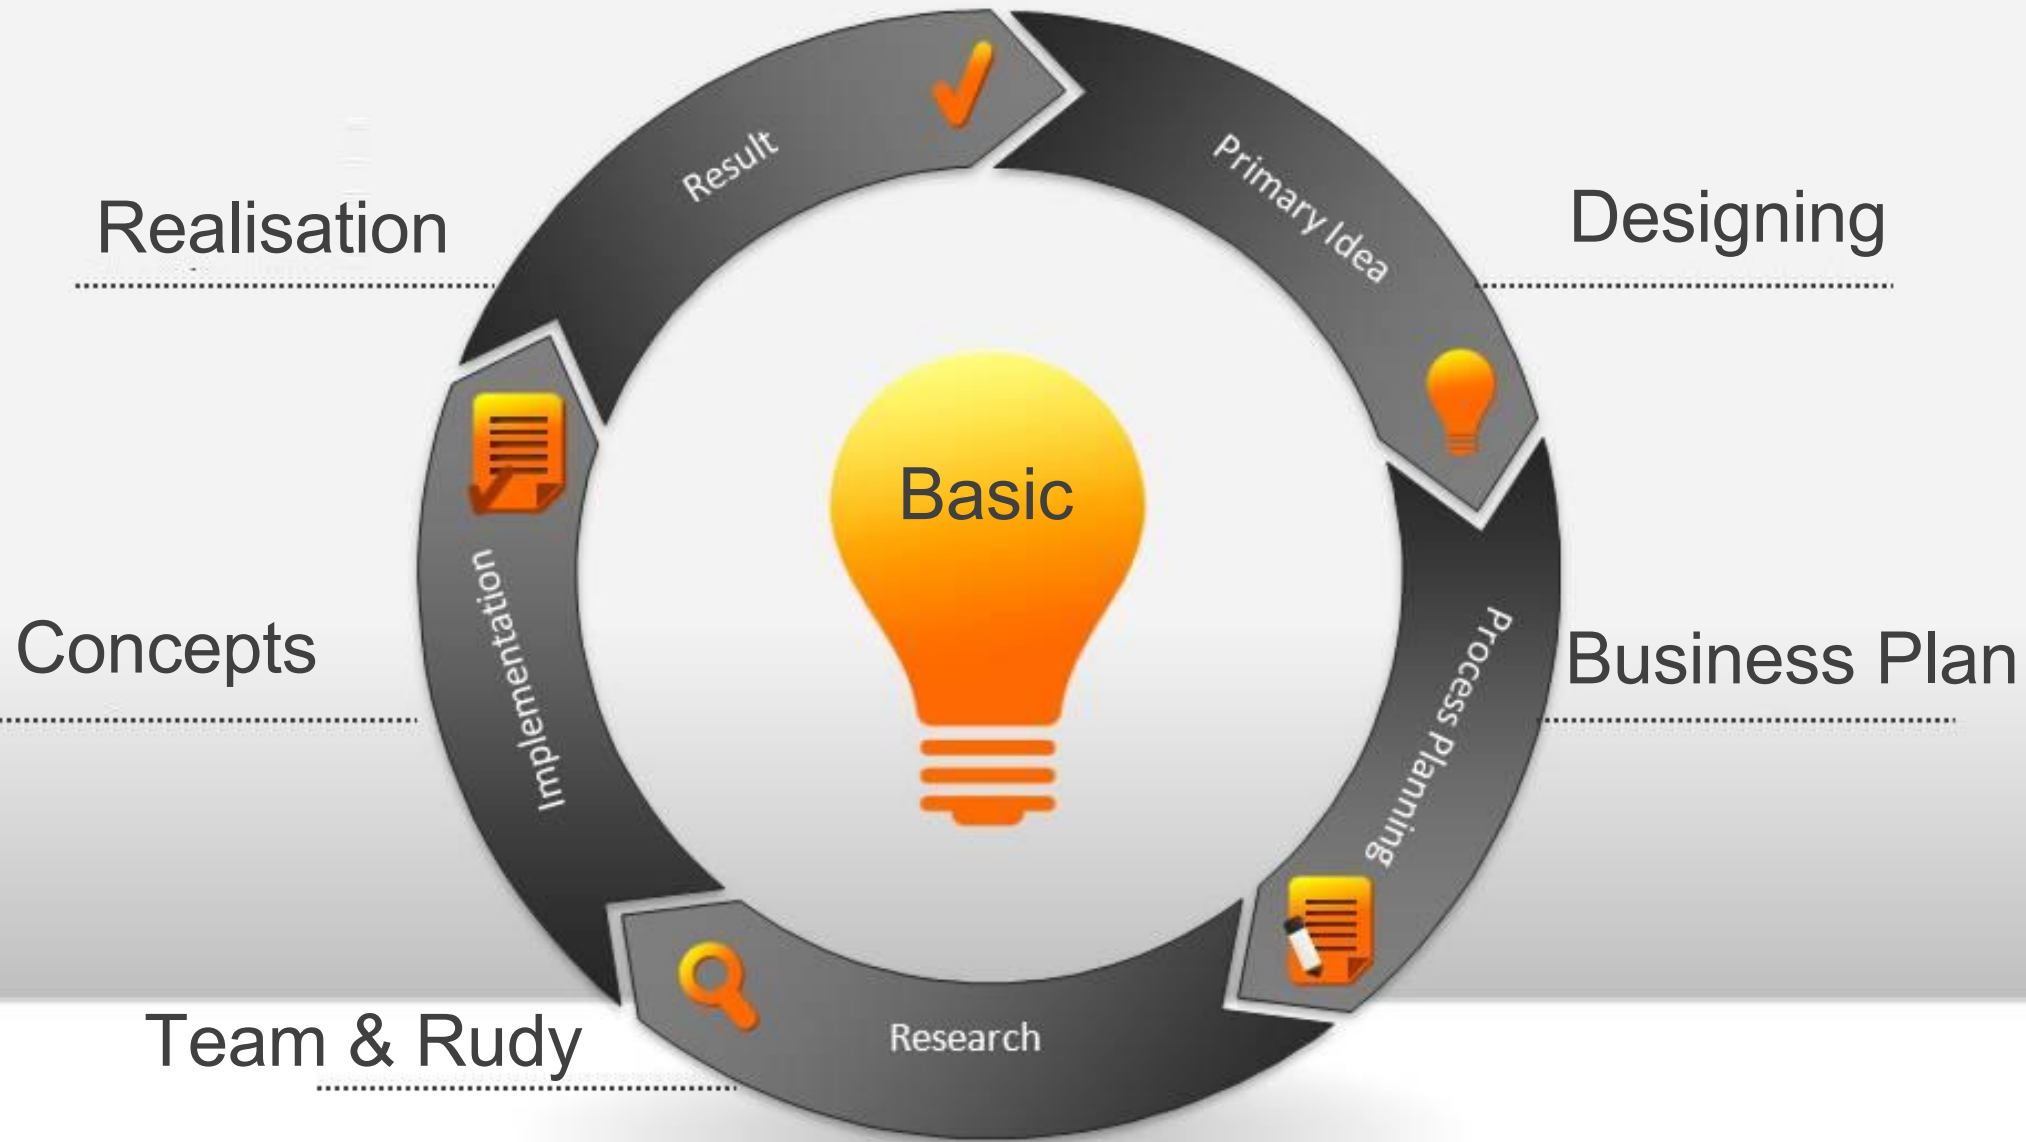 Result
Primary Idea
Realisation
Designing
Basic
Implementation
Process Planning
Concepts
Business Plan
Team & Rudy
Research